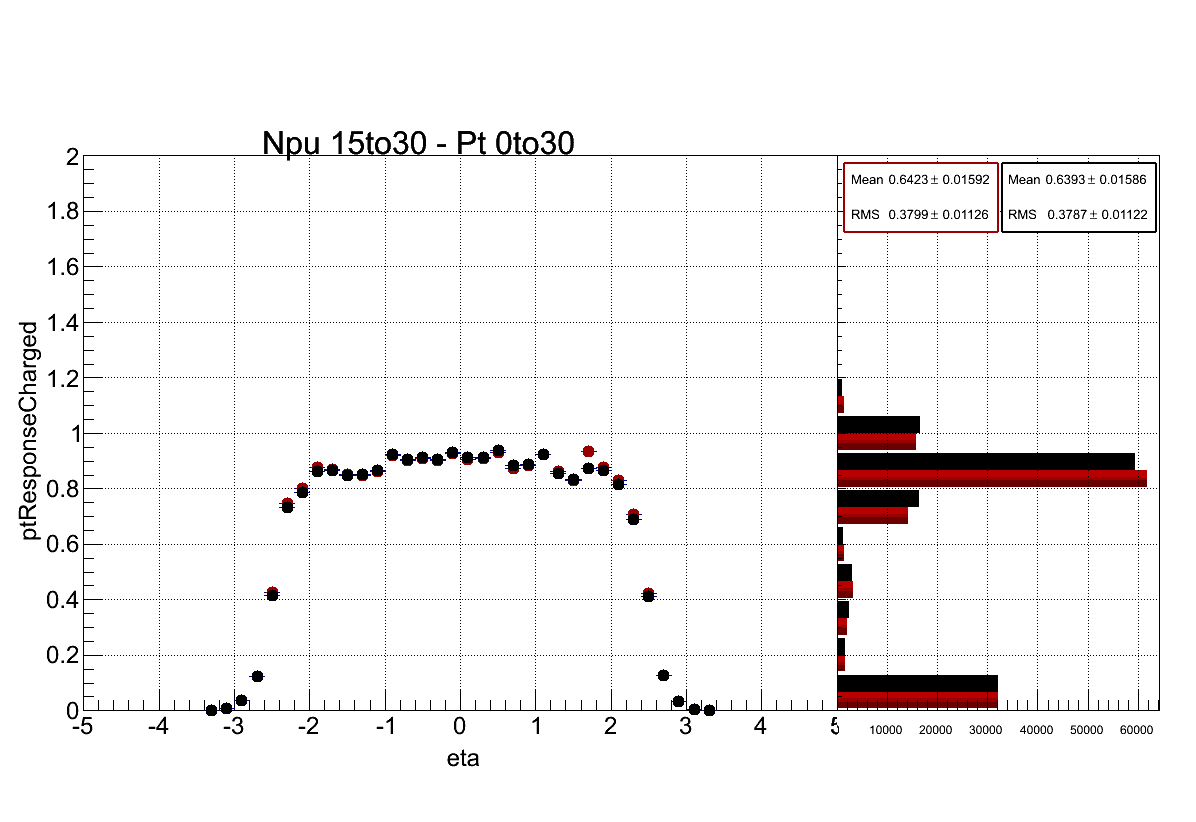 Npu 15to30 - Pt 0to30
2
1.8
1.6
1.4
1.2
1
0.8
0.6
0.4
0.2
0
ptResponseCharged
-5 -4 -3 -2 -1 0 1 2 3 4
eta
Mean 0.6423 ± 0.01592
RMS 0.3799 ± 0.01126
Mean 0.6393 ± 0.01586
RMS 0.3787 ± 0.01122
10000 20000 30000 40000 50000 60000